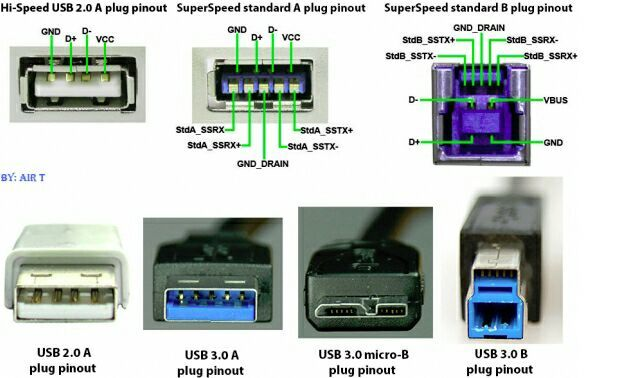 Hi-Speed USB 2.0 A plug pinout
SuperSpeed standard A plug pinout
SuperSpeed standard B plug pinout
GND
D+
D-
VCC
GND
D+
D-
VCC
StdA_SSRX
StdA_SSRX+
GND_DRAIN
StdA_SSTX-
StdA_SSTX+
GND_DRAIN
StdB_SSTX+
StdB_SSRX-
StdB_SSTX-
StdB_SSRX+
D-
VBUS
D+
GND
BY: AIR T
USB 2.0 A
plug pinout
USB 3.0 A
plug pinout
USB 3.0 micro-B
plug pinout
USB 3.0 B
plug pinout